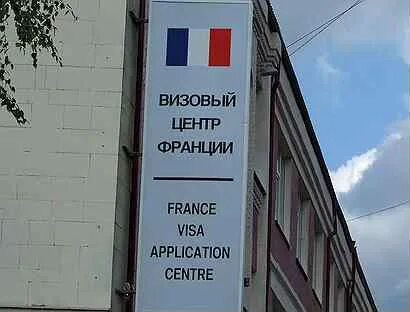 ВИЗОВЫЙ
ЦЕНТР
ФРАНЦИИ
FRANCE
VISA
APPLICATION
CENTRE